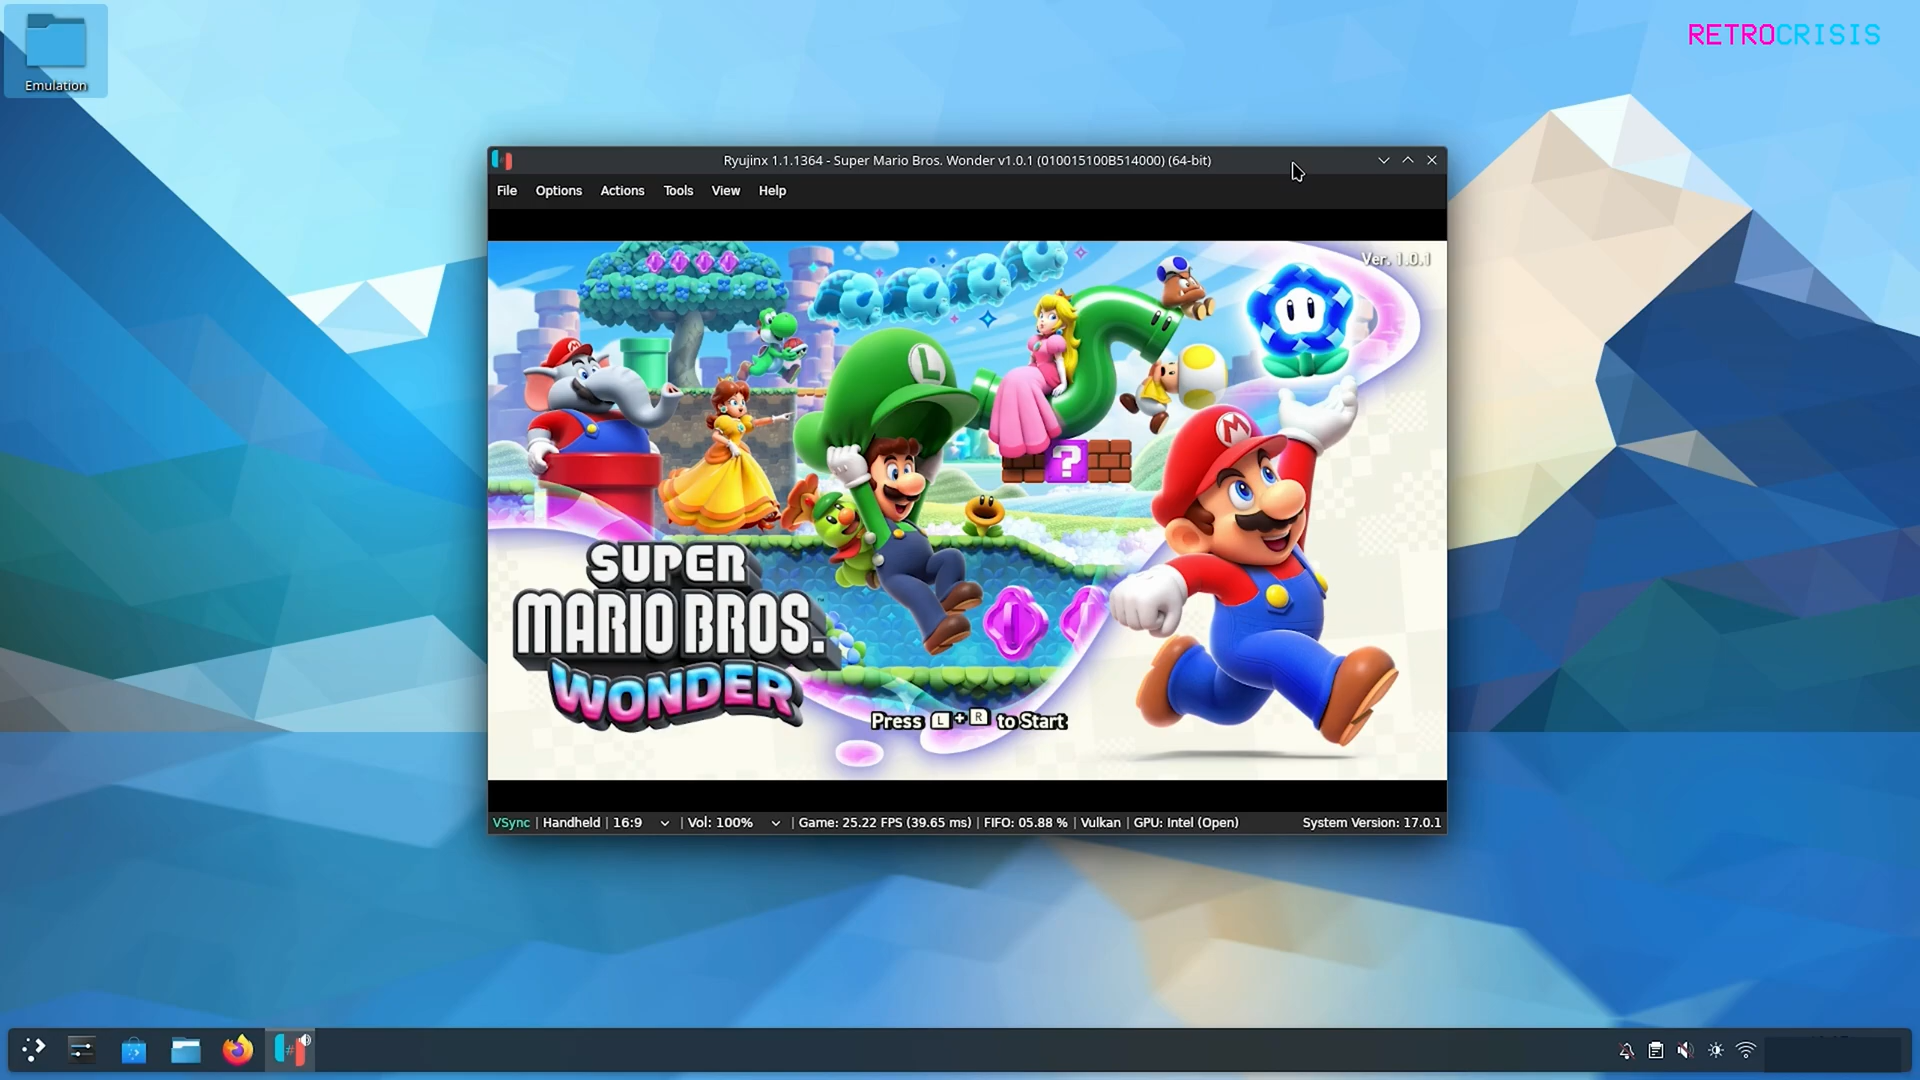 Emulation
RETROCRISIS
Ryujinx 1.1.1364 - Super Mario Bros. Wonder v1.0.1 (010015100B514000) (64-bit)
File Options Actions Tools View Help
Ver. 1.0.1
L
M
?
SUPER
MARIO BROS.
WONDER
Press L + R to Start
VSync | Handheld | 16:9 | Vol: 100% | Game: 25.22 FPS (39.65 ms) | FIFO: 05.88 % | Vulkan | GPU: Intel (Open) System Version: 17.0.1